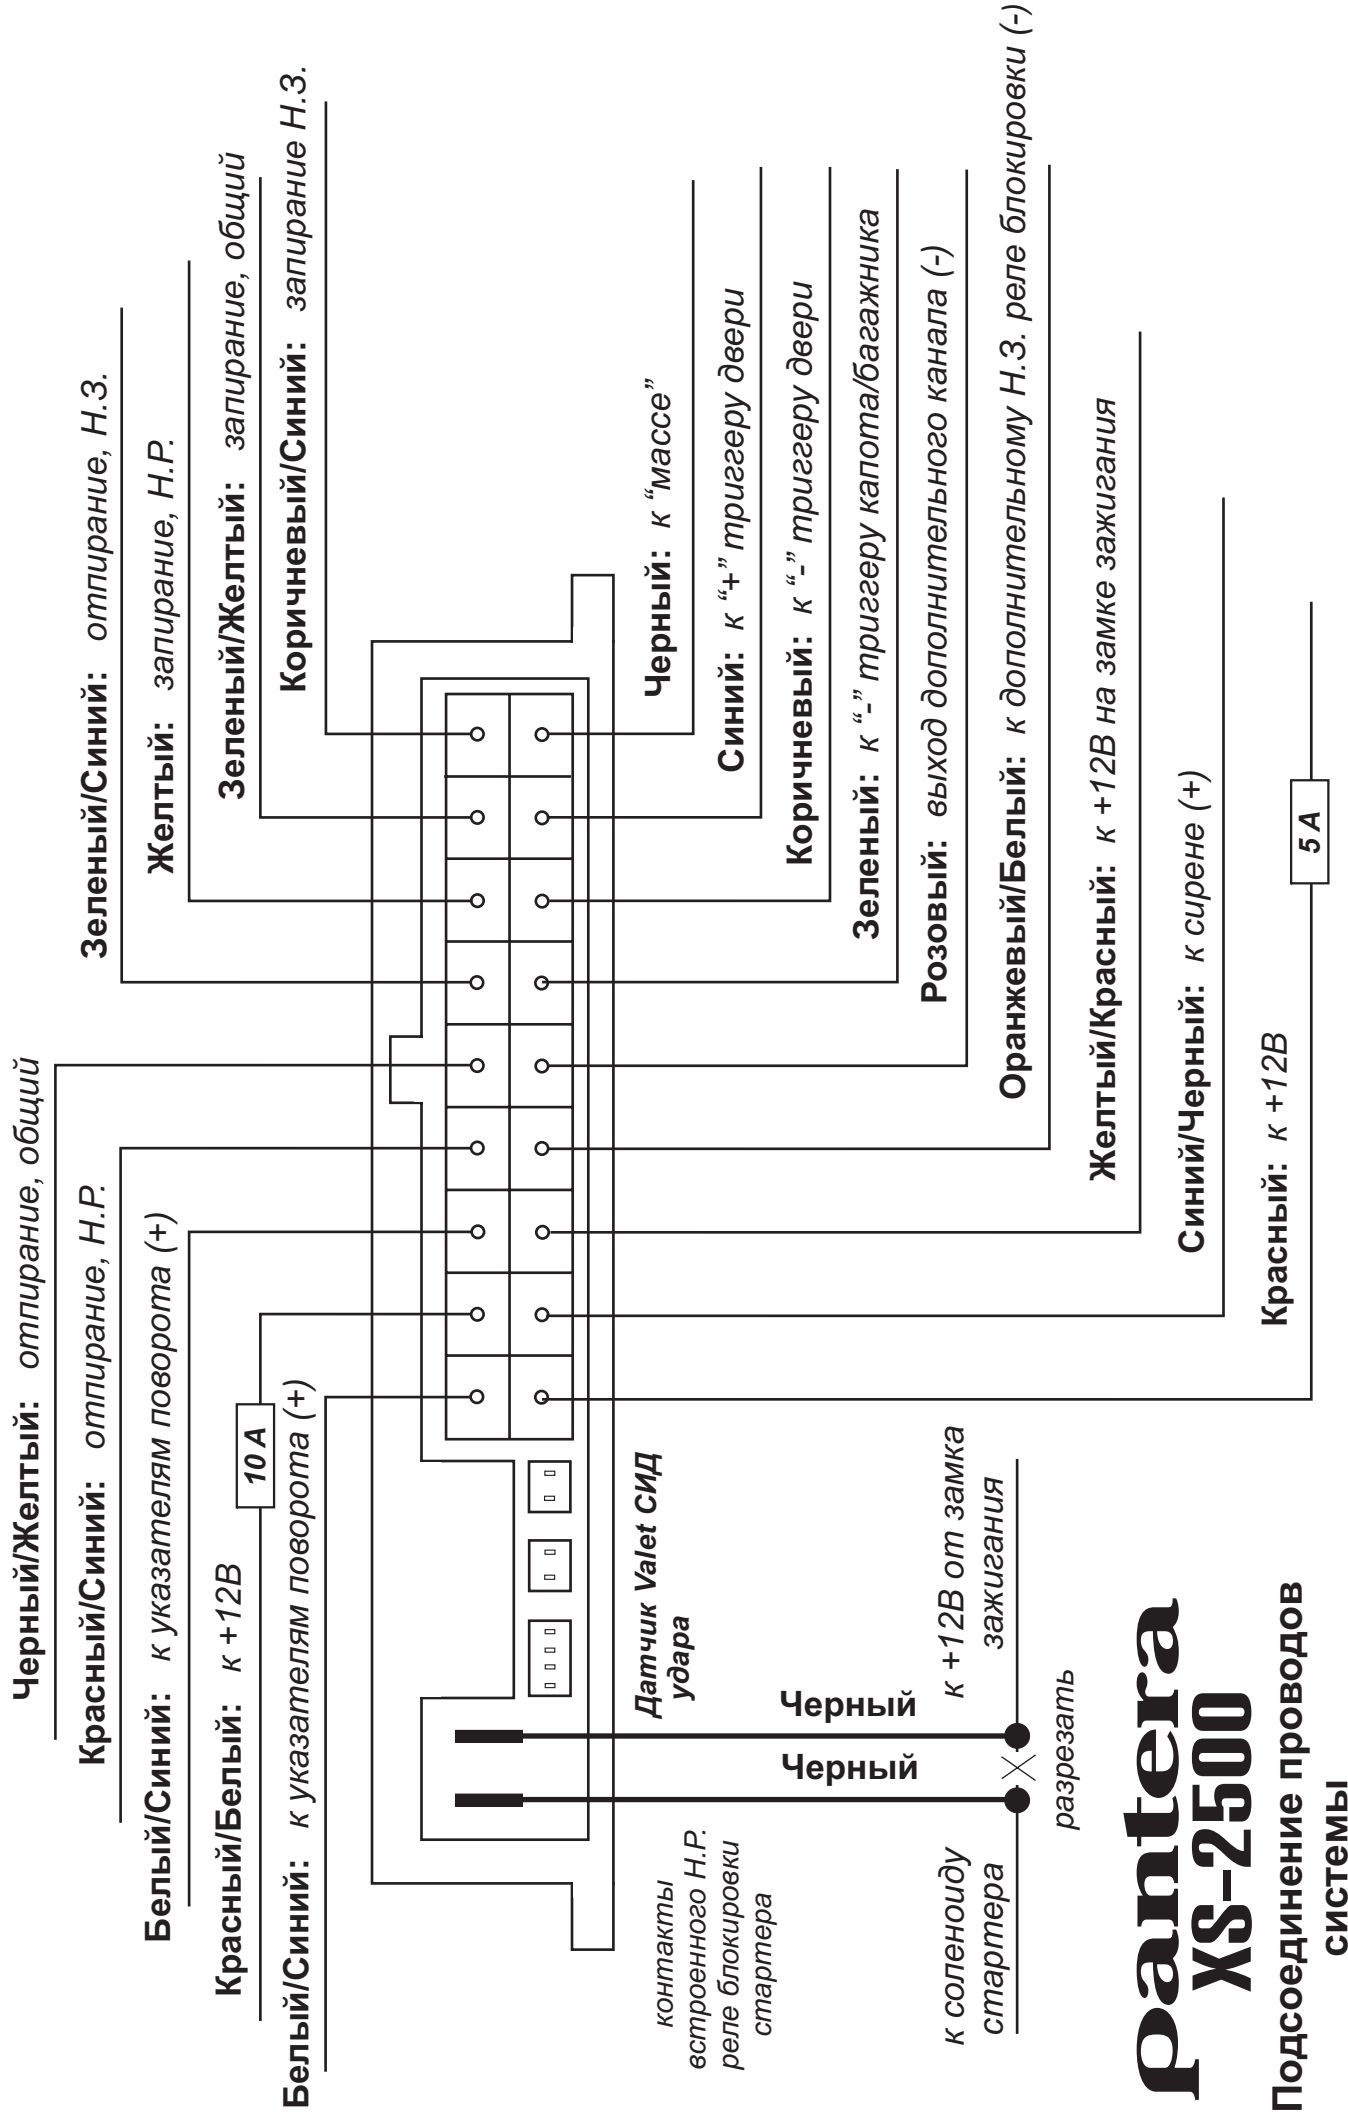 Черный/Желтый: отпирание, общий
Красный/Синий: отпирание, Н.Р.
Белый/Синий: к указателям поворота (+)
Красный/Белый: к +12В
10 А
Белый/Синий: к указателям поворота (+)
Зеленый/Синий: отпирание, Н.З.
Желтый: запирание, Н.Р.
Зеленый/Желтый: запирание, общий
Коричневый/Синий: запирание Н.З.
Датчик Valet СИД
удара
контакты
встроенного Н.Р.
реле блокировки
стартера
Черный
Черный
к соленоиду
стартера
разрезать
к +12В от замка
зажигания
Черный: к “массе”
Синий: к “+” триггеру двери
Коричневый: к “-” триггеру двери
Зеленый: к “-” триггеру капота/багажника
Розовый: выход дополнительного канала (-)
Оранжевый/Белый: к дополнительному Н.З. реле блокировки (-)
Желтый/Красный: к +12В на замке зажигания
Синий/Черный: к сирене (+)
Красный: к +12В
5 А
Pantera
XS-2500
Подсоединение проводов
системы